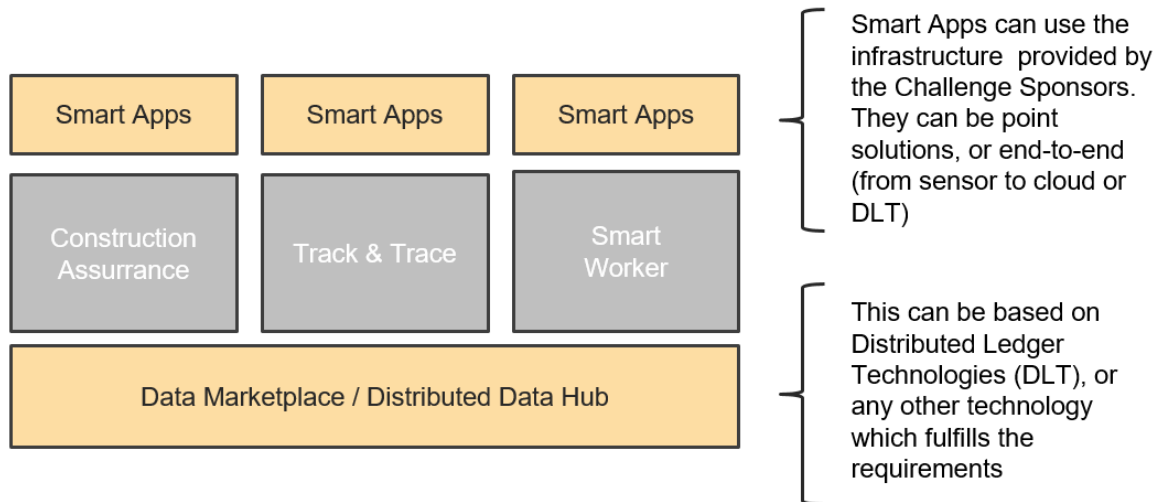 Smart Apps
Smart Apps
Smart Apps
Construction
Assurrance
Track & Trace
Smart
Worker
Data Marketplace / Distributed Data Hub
Smart Apps can use the
infrastructure provided by
the Challenge Sponsors.
They can be point
solutions, or end-to-end
(from sensor to cloud or
DLT)
This can be based on
Distributed Ledger
Technologies (DLT), or
any other technology
which fulfills the
requirements